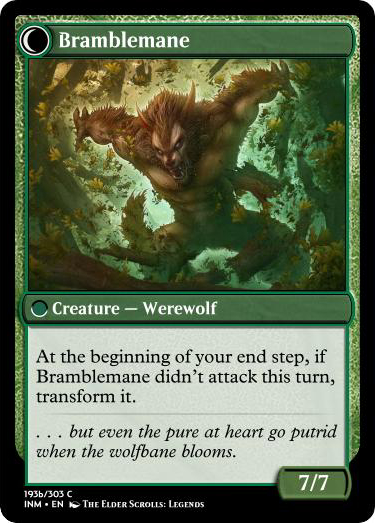 Bramblemane
Creature — Werewolf
At the beginning of your end step, if
Bramblemane didn't attack this turn,
transform it.
. . . but even the pure at heart go putrid
when the wolfbane blooms.
7/7
193b/303 C
INM • EN The Elder Scrolls: Legends